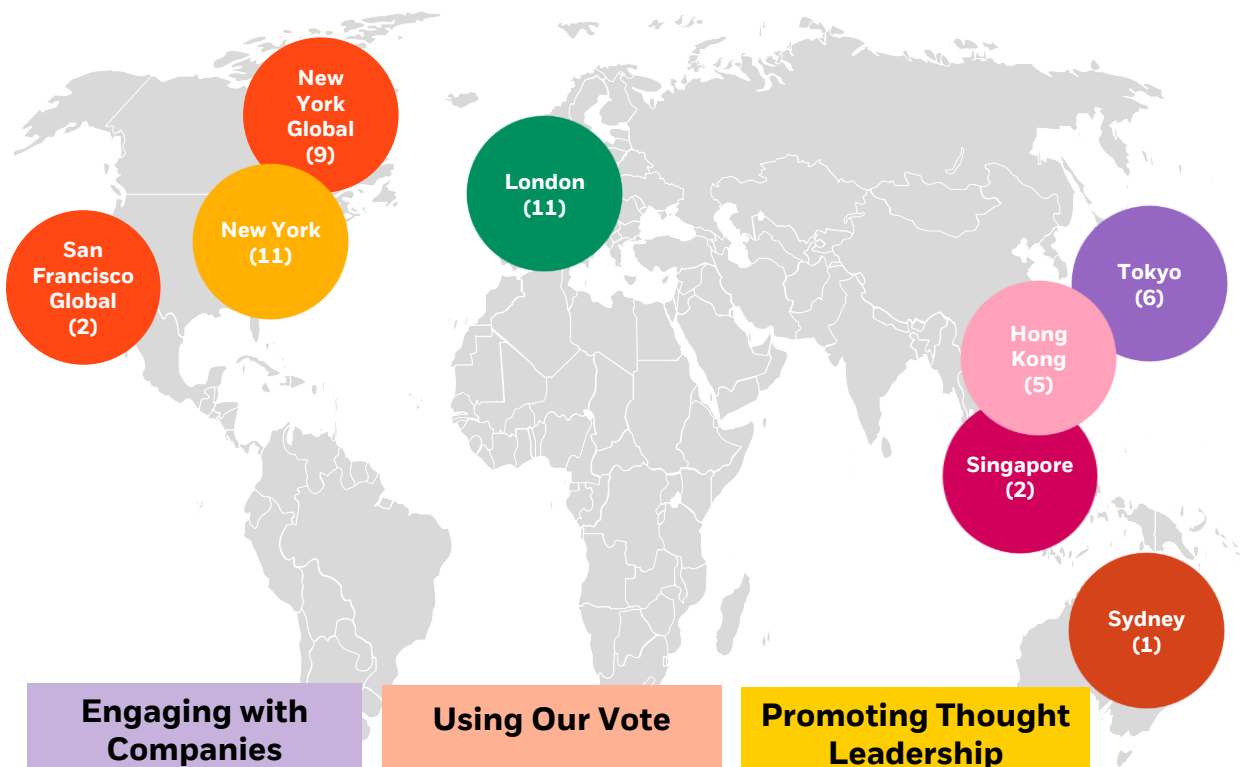 New
York
Global
(9)
London
(11)
New York
(11)
San
Francisco
Global
(2)
Tokyo
(6)
Hong
Kong
(5)
Singapore
(2)
Sydney
(1)
Engaging with
Companies
Using Our Vote
Promoting Thought
Leadership